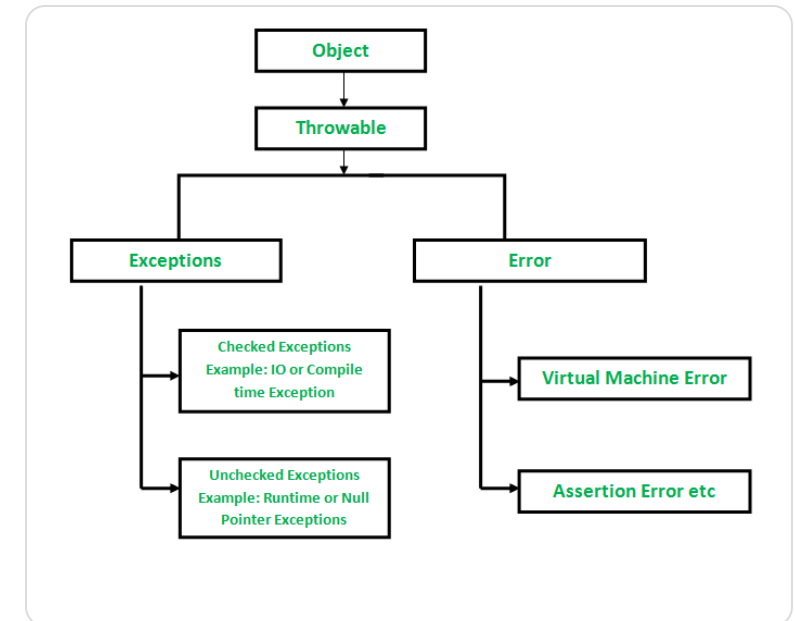 Object
Throwable
Exceptions
Error
Checked Exceptions
Example: IO or Compile
time Exception
Virtual Machine Error
Unchecked Exceptions
Example: Runtime or Null
Pointer Exceptions
Assertion Error etc